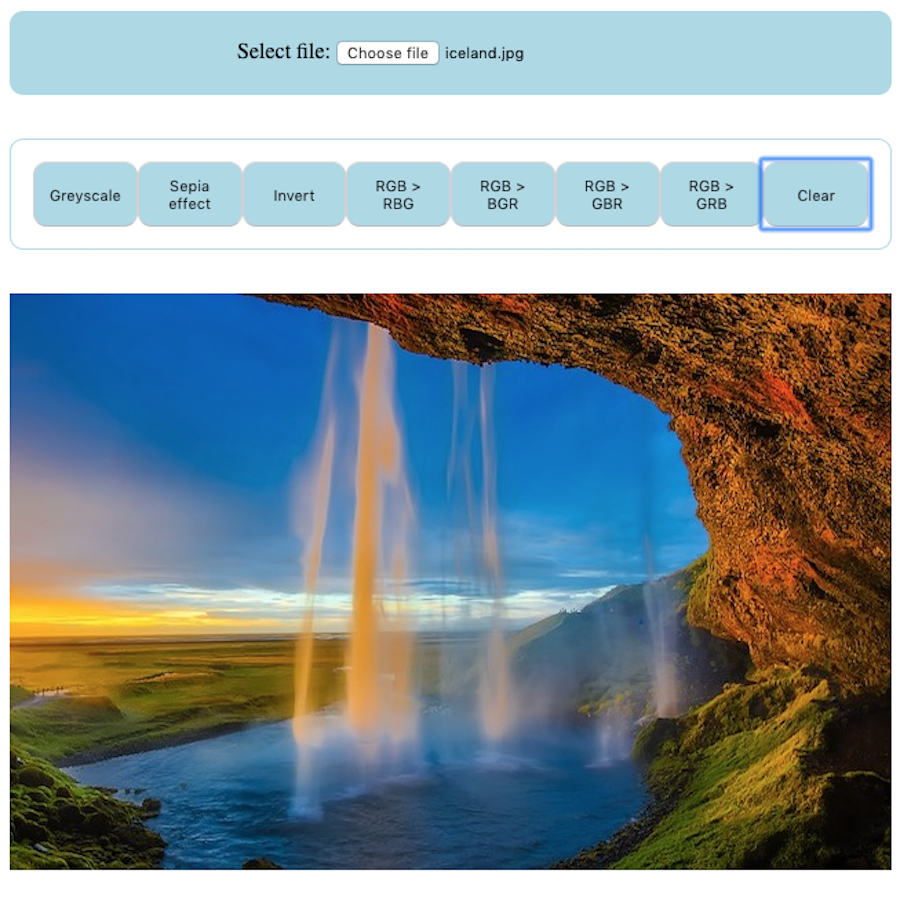 Select file: Choose file iceland.jpg
Greyscale
Sepia
effect
Invert
RGB >
RBG
RGB >
BGR
RGB >
GBR
RGB >
GRB
Clear